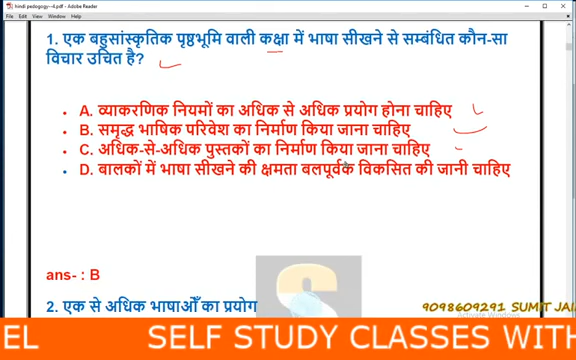 hindi pedogogy--4.pdf - Adobe Reader
File Edit View Window Help
1. एक बहुसांस्कृतिक पृष्ठभूमि वाली कक्षा में भाषा सीखने से सम्बंधित कौन-सा
विचार उचित है?
• A. व्याकरणिक नियमों का अधिक से अधिक प्रयोग होना चाहिए
• B. समृद्ध भाषिक परिवेश का निर्माण किया जाना चाहिए
• C. अधिक-से-अधिक पुस्तकों का निर्माण किया जाना चाहिए
• D. बालकों में भाषा सीखने की क्षमता बलपूर्वक विकसित की जानी चाहिए
ans- : B
2. एक से अधिक भाषाओँ का प्रयोग
9098609291 SUMIT JAI
Activate Windows
EL SELF STUDY CLASSES WITH